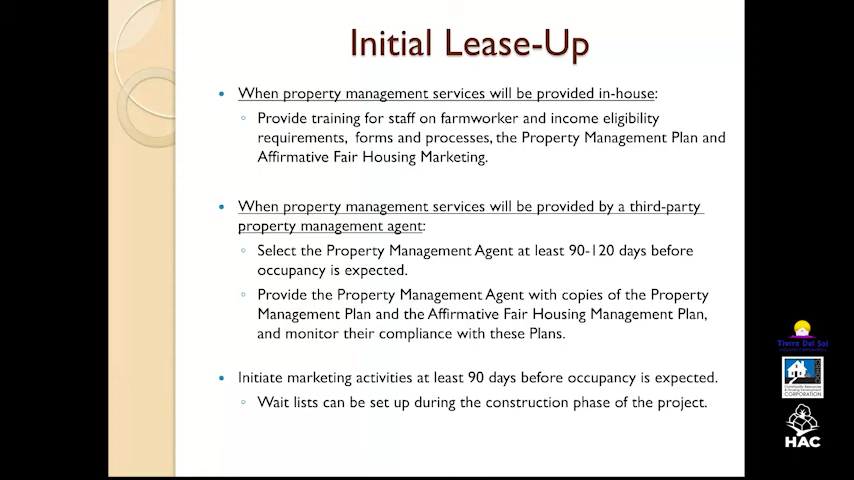 Initial Lease-Up
When property management services will be provided in-house:
Provide training for staff on farmworker and income eligibility
requirements, forms and processes, the Property Management Plan and
Affirmative Fair Housing Marketing.
When property management services will be provided by a third-party
property management agent:
Select the Property Management Agent at least 90-120 days before
occupancy is expected.
Provide the Property Management Agent with copies of the Property
Management Plan and the Affirmative Fair Housing Management Plan,
and monitor their compliance with these Plans.
Initiate marketing activities at least 90 days before occupancy is expected.
Wait lists can be set up during the construction phase of the project.
Tierra Del Sol
Community Resources
& Housing Development
CORPORATION
HAC